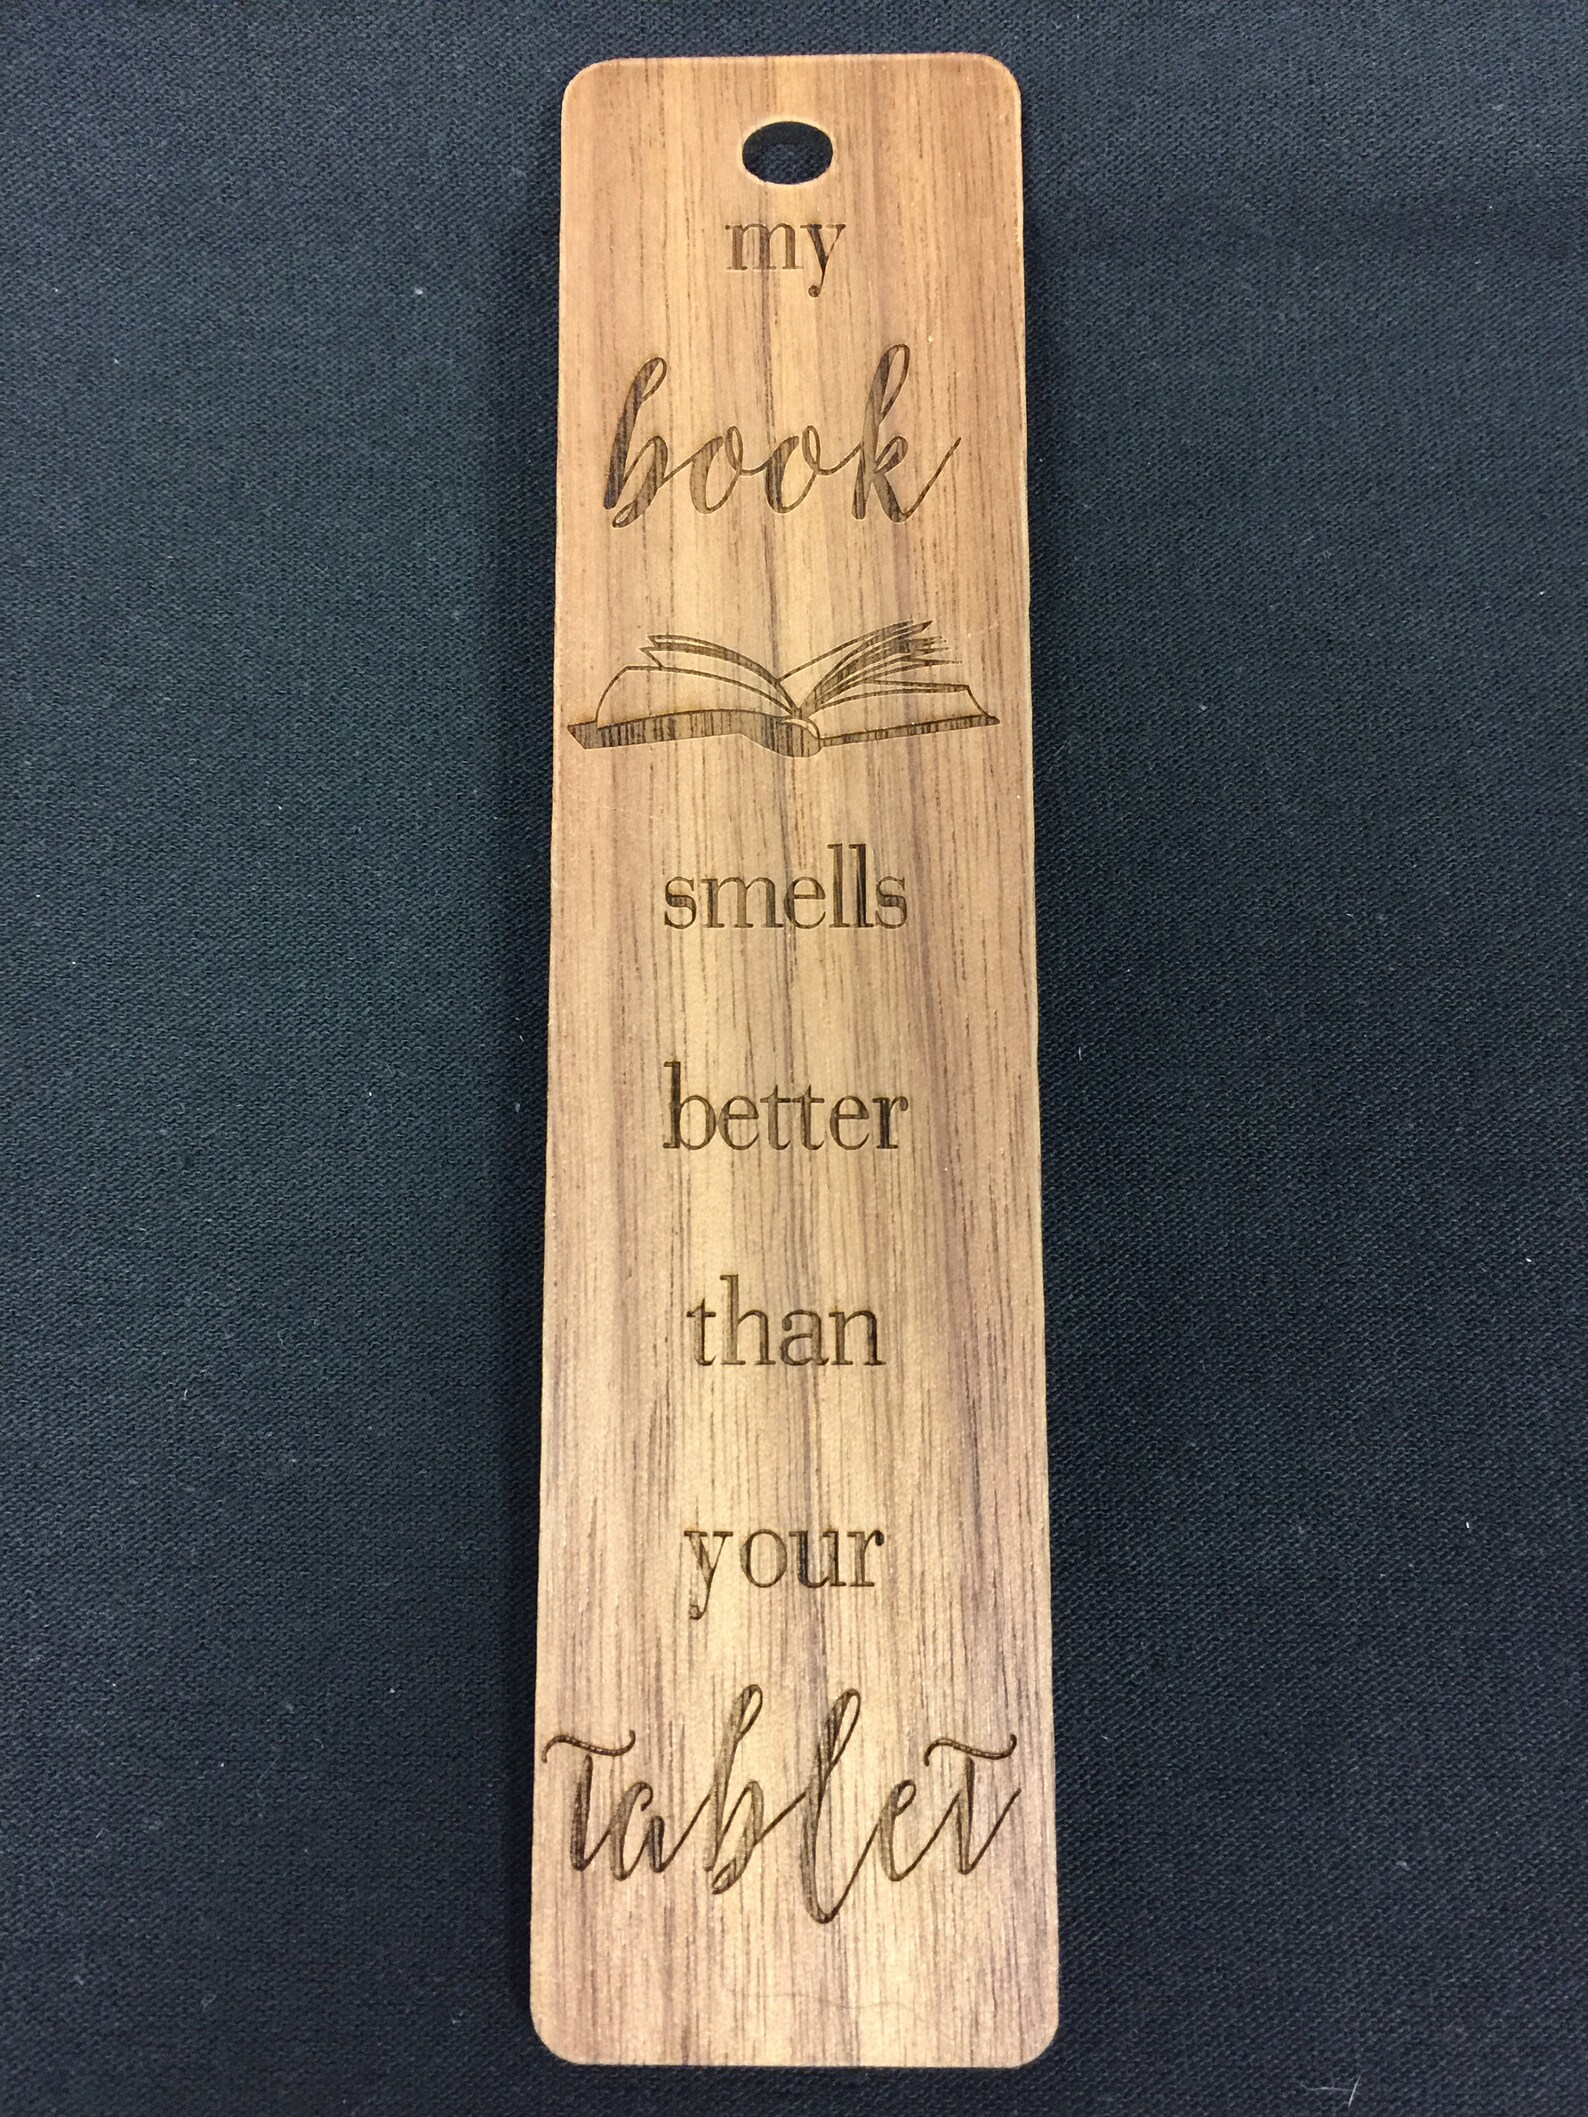 my
book
smells
better
than
your
Tablet